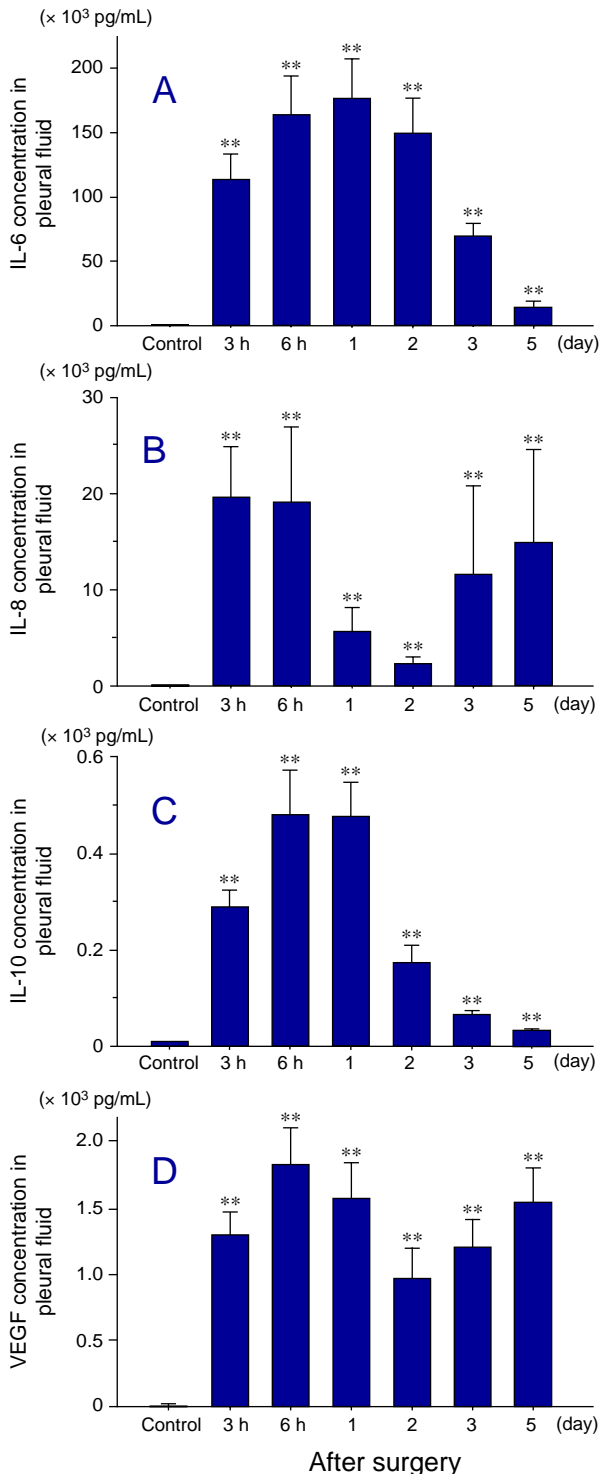 (× 10³ pg/mL)
IL-6 concentration in
pleural fluid
A
200
150
100
50
0
** ** ** ** ** **
Control 3 h 6 h 1 2 3 5 (day)
(× 10³ pg/mL)
IL-8 concentration in
pleural fluid
B
30
20
10
0
** ** ** ** ** **
Control 3 h 6 h 1 2 3 5 (day)
(× 10³ pg/mL)
IL-10 concentration in
pleural fluid
C
0.6
0.4
0.2
0
** ** ** ** ** **
Control 3 h 6 h 1 2 3 5 (day)
(× 10³ pg/mL)
VEGF concentration in
pleural fluid
D
2.0
1.5
1.0
0.5
0
** ** ** ** ** **
Control 3 h 6 h 1 2 3 5 (day)
After surgery